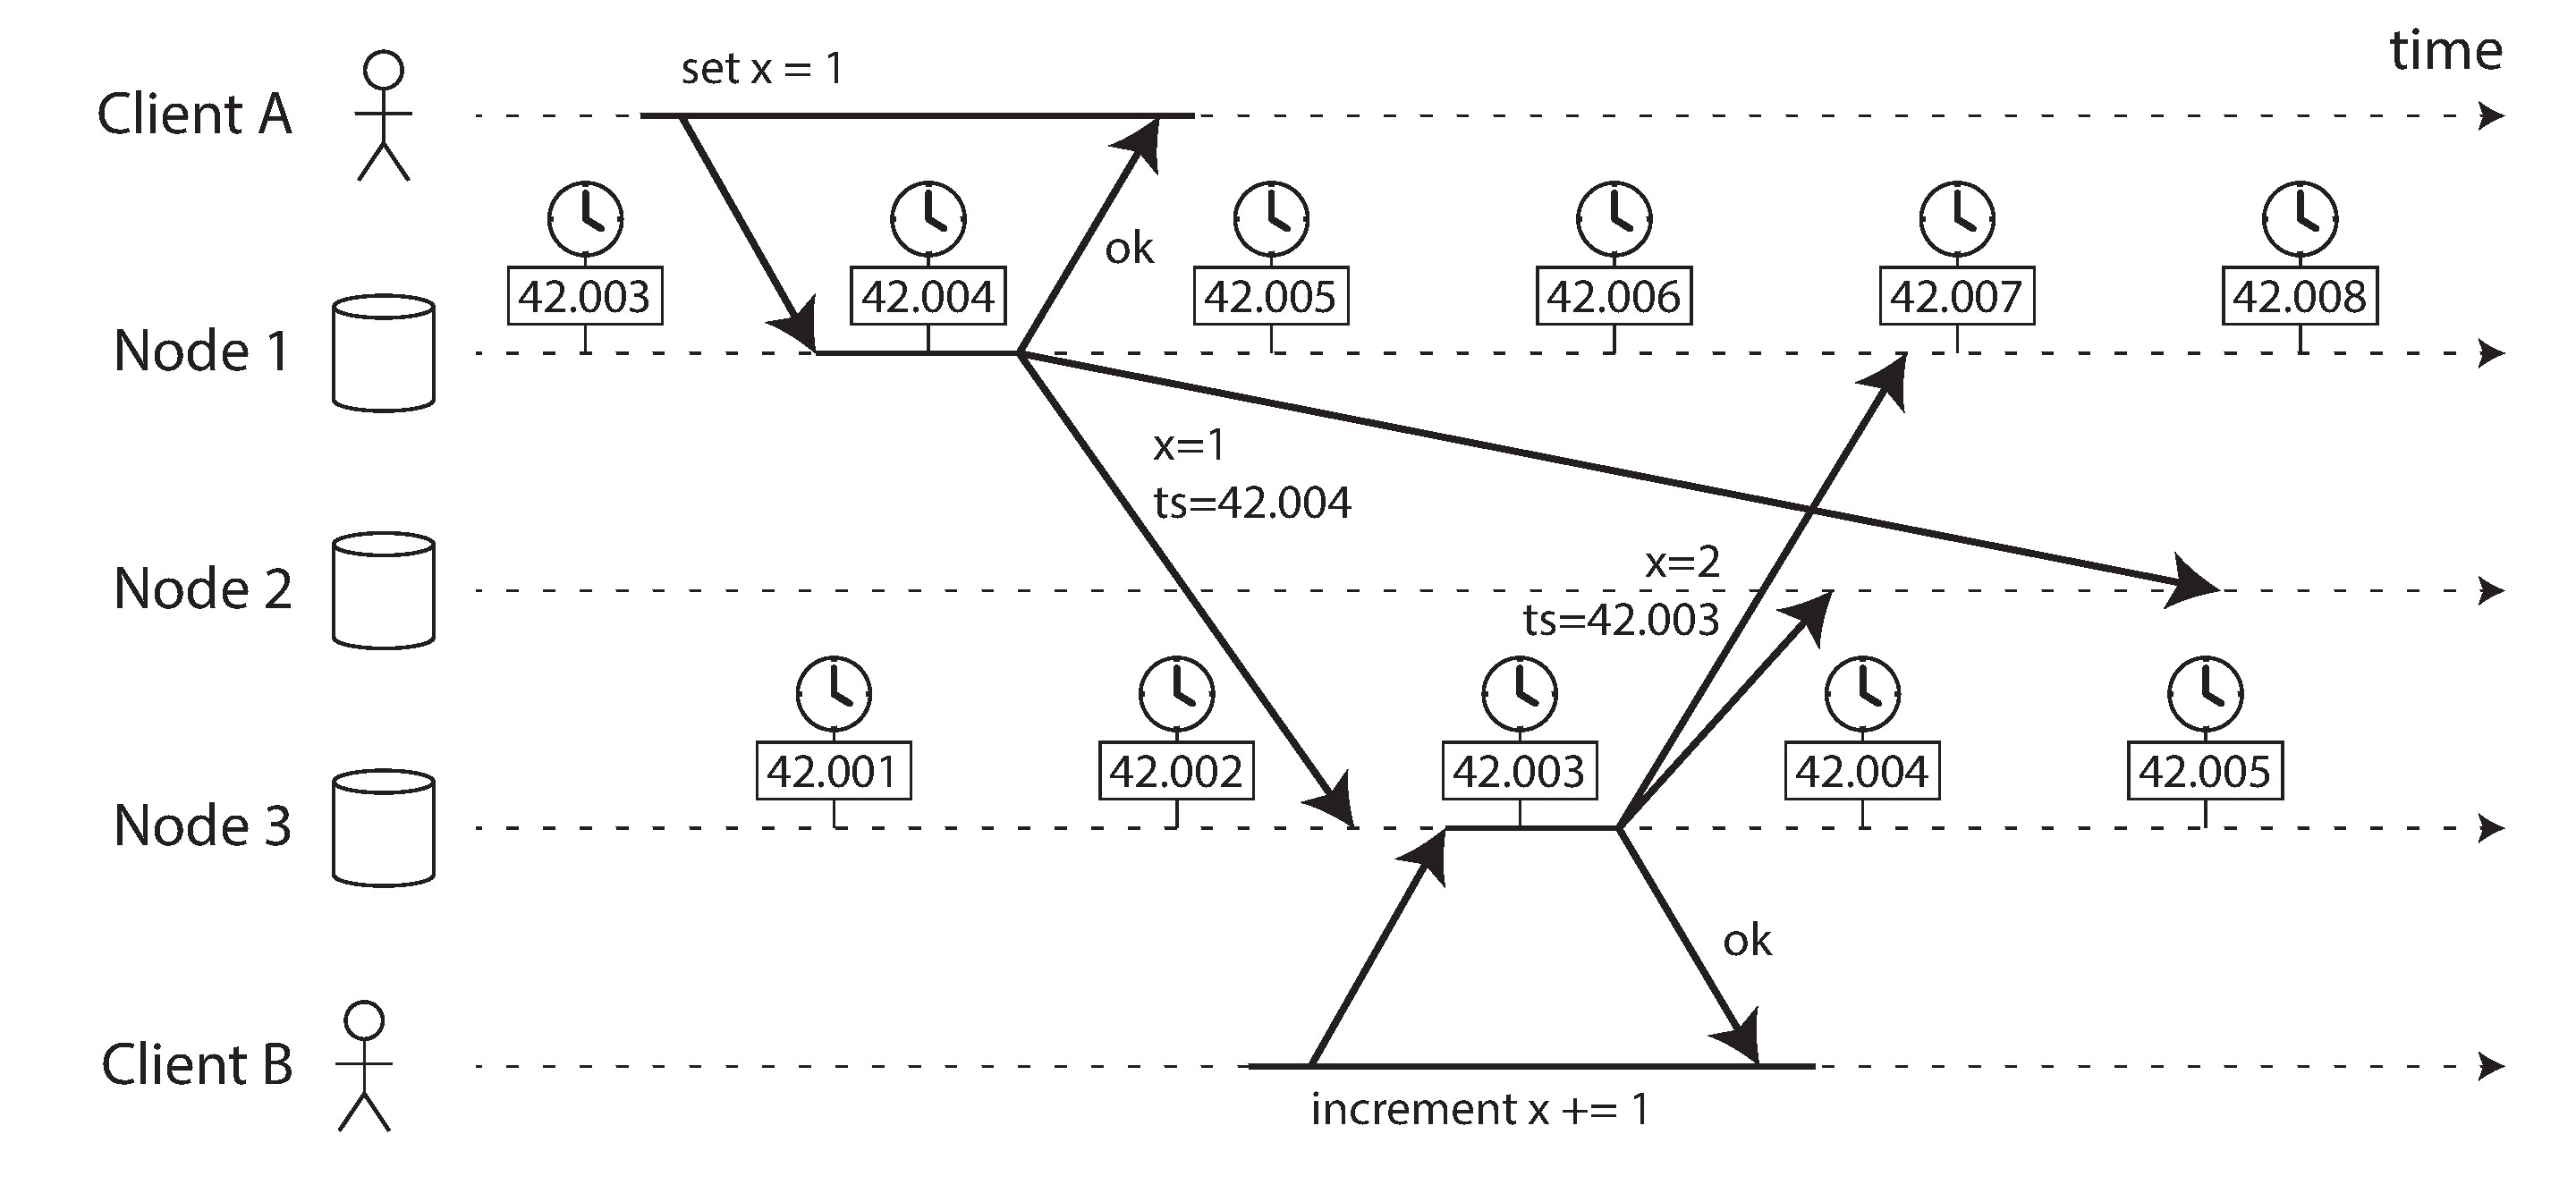 time
set x = 1
Client A
ok
42.003
42.004
42.005
42.006
42.007
42.008
Node 1
x=1
ts=42.004
x=2
ts=42.003
Node 2
42.001
42.002
42.003
42.004
42.005
Node 3
ok
Client B
increment x += 1